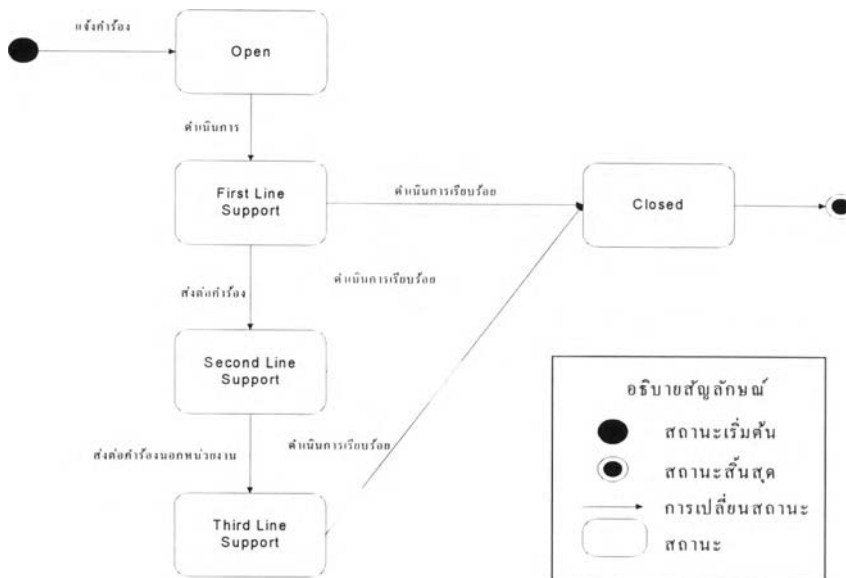 แจ้งคำร้อง
Open
ดำเนินการ
First Line
Support
ดำเนินการเรียบร้อย
Closed
ส่งต่อคำร้อง
ดำเนินการเรียบร้อย
Second Line
Support
ส่งต่อคำร้องนอกหน่วยงาน
ดำเนินการเรียบร้อย
Third Line
Support
อธิบายสัญลักษณ์
สถานะเริ่มต้น
สถานะสิ้นสุด
การเปลี่ยนสถานะ
สถานะ